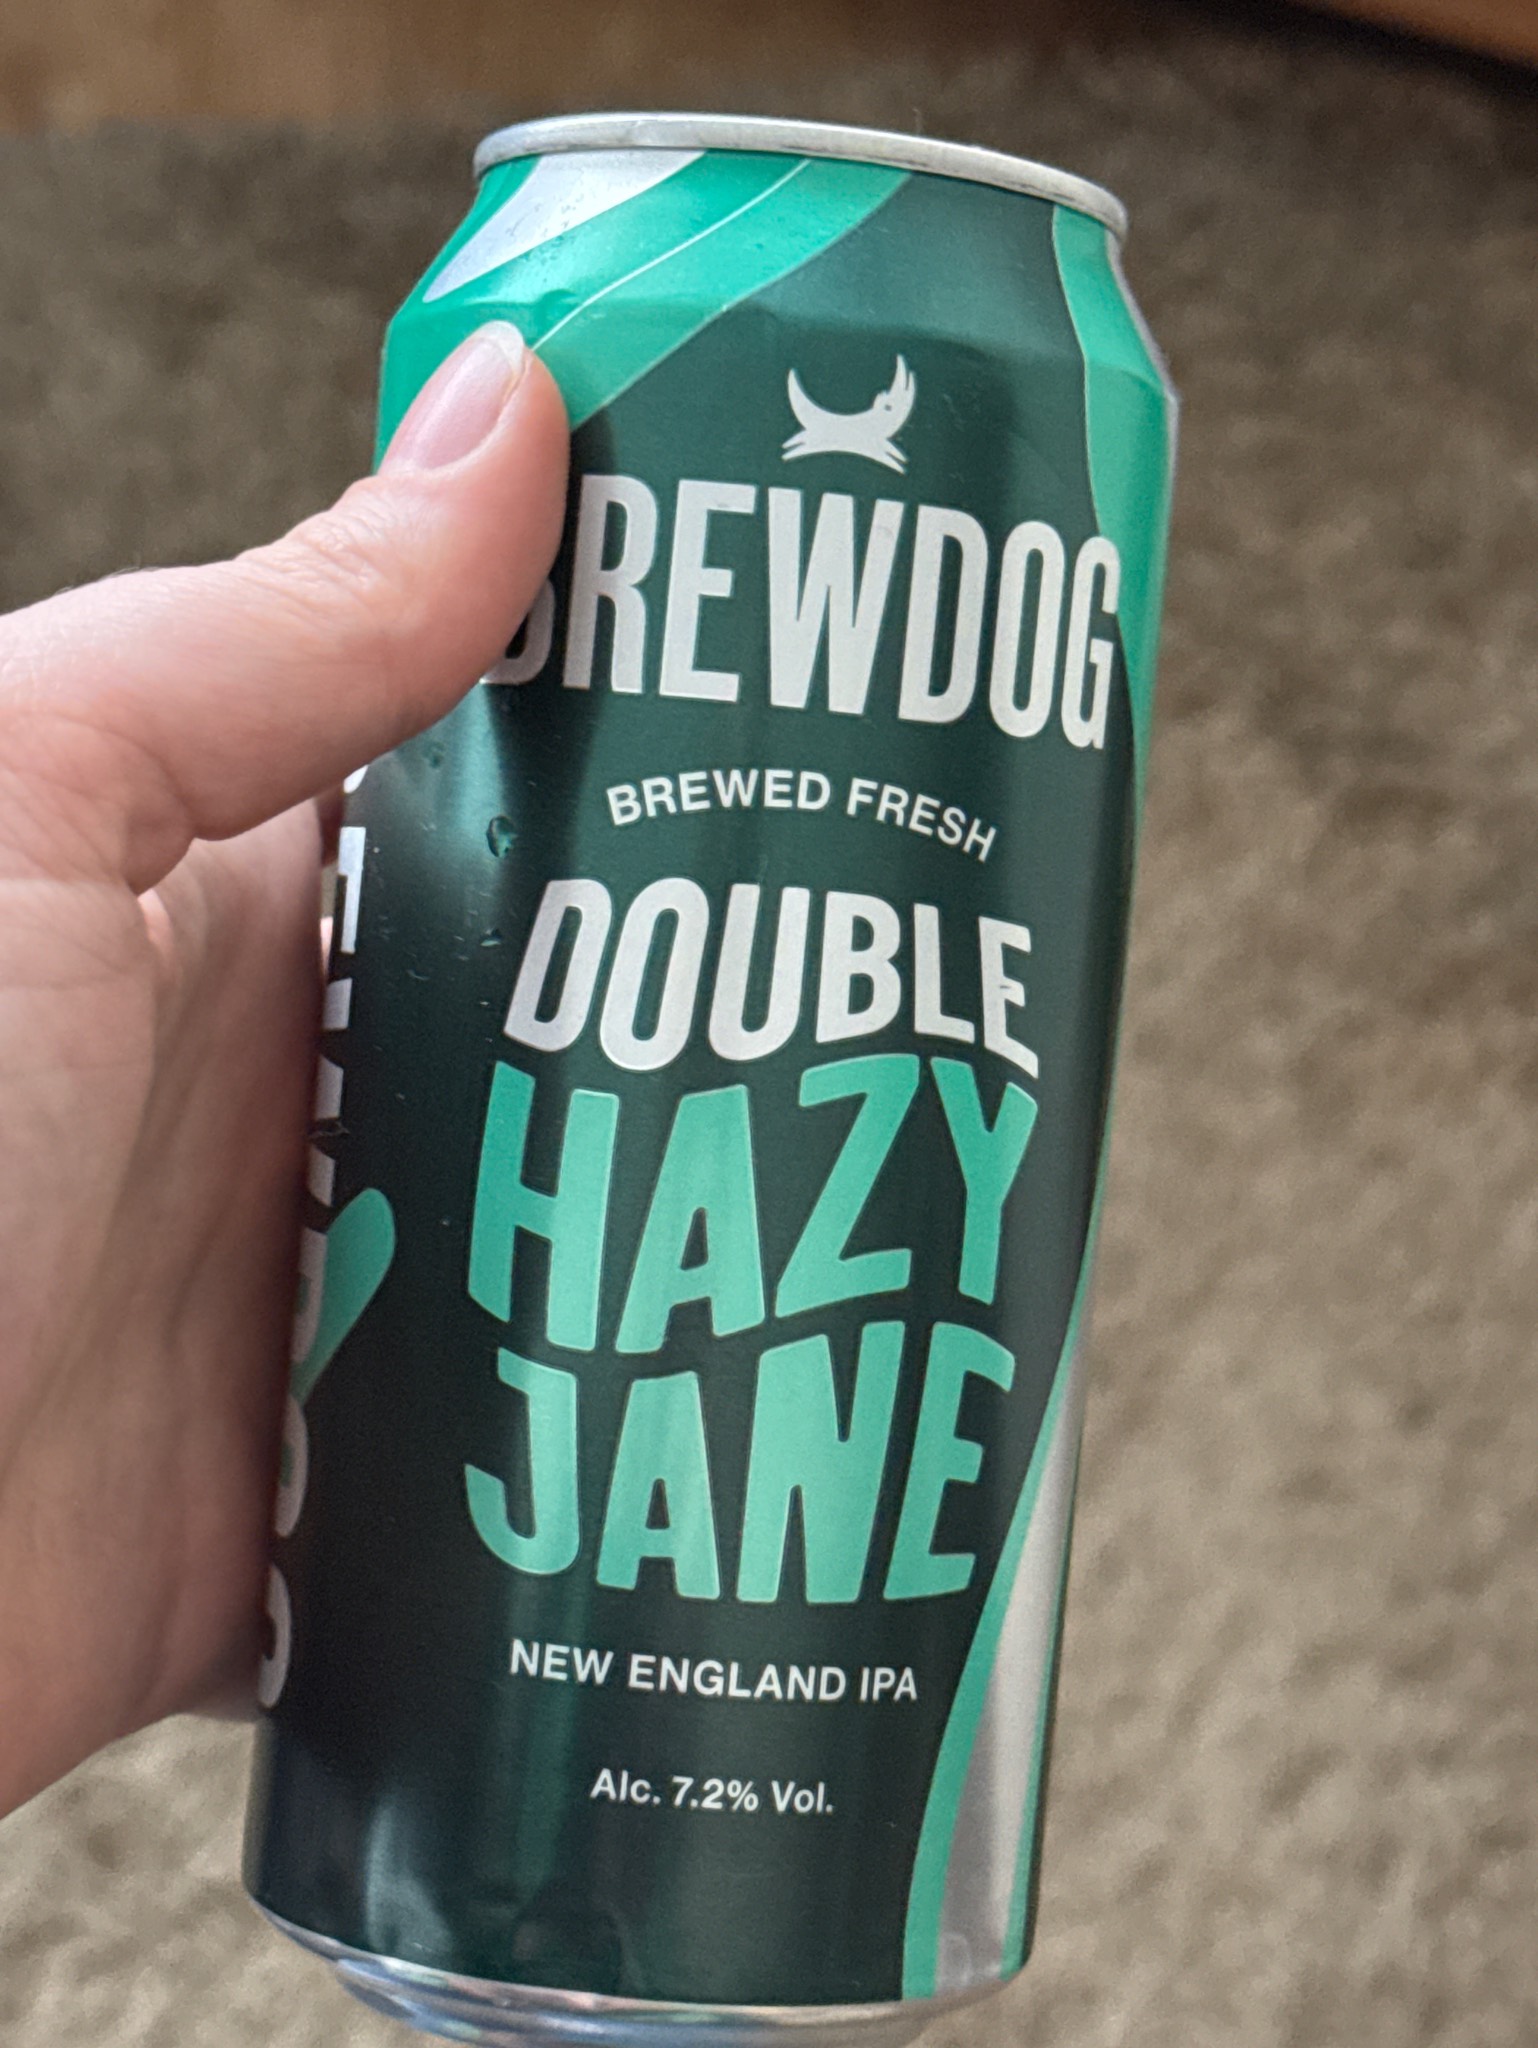 BREWDOG
BREWED FRESH
DOUBLE
HAZY
JANE
NEW ENGLAND IPA
Alc. 7.2% Vol.